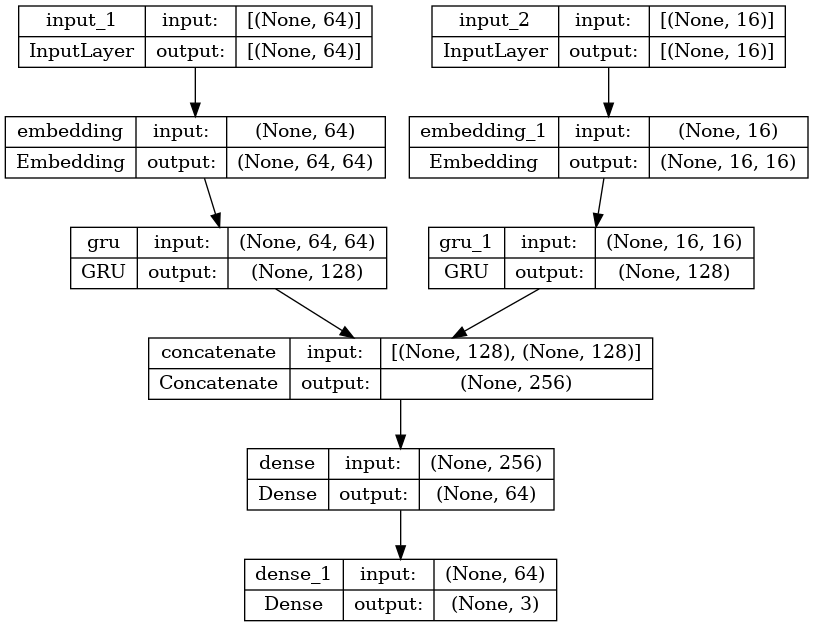 input_1 input: [(None, 64)]
InputLayer output: [(None, 64)]
input_2 input: [(None, 16)]
InputLayer output: [(None, 16)]
embedding input: (None, 64)
Embedding output: (None, 64, 64)
embedding_1 input: (None, 16)
Embedding output: (None, 16, 16)
gru input: (None, 64, 64)
GRU output: (None, 128)
gru_1 input: (None, 16, 16)
GRU output: (None, 128)
concatenate input: [(None, 128), (None, 128)]
Concatenate output: (None, 256)
dense input: (None, 256)
Dense output: (None, 64)
dense_1 input: (None, 64)
Dense output: (None, 3)